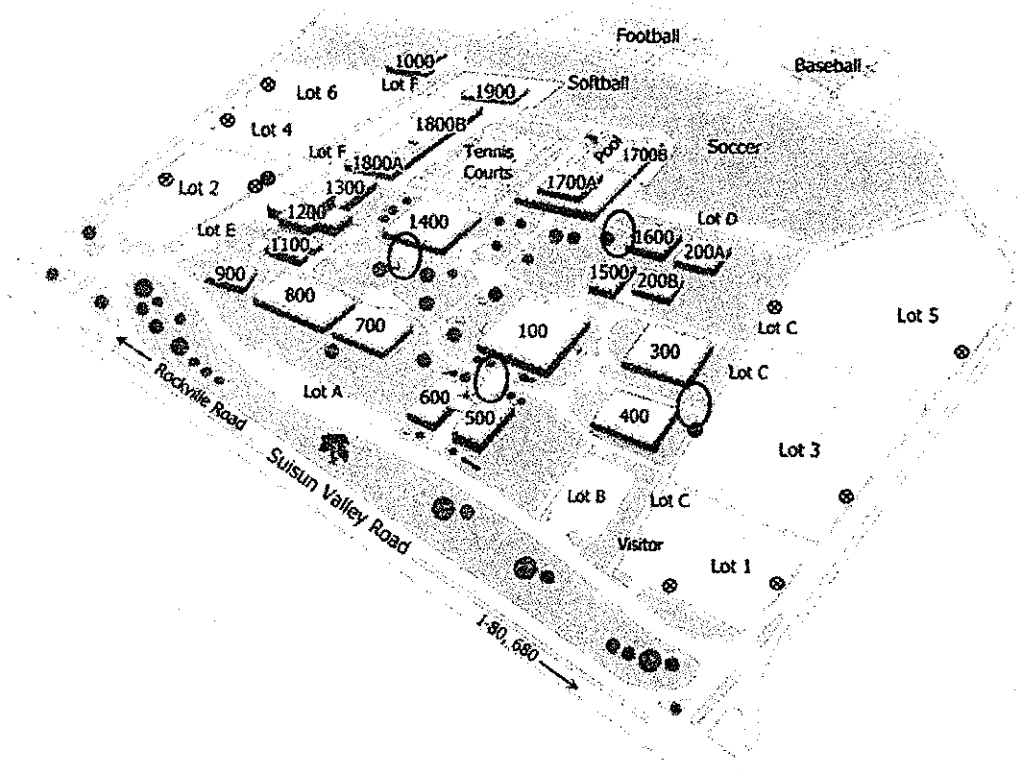 Football
Baseball
1000
Lot F
Softball
Lot 6
1900
Lot 4
1800B
Tennis
Courts
Pool
1700B
Soccer
Lot F
1800A
1700A
Lot 2
1300
1200
1400
Lot D
Lot E
1100
1600
200A
900
1500
200B
800
700
100
Lot C
Lot 5
300
Lot C
Lot A
600
500
400
Rockville Road
Lot 3
Suisun Valley Road
Lot B
Lot C
Visitor
Lot 1
I-80, 680